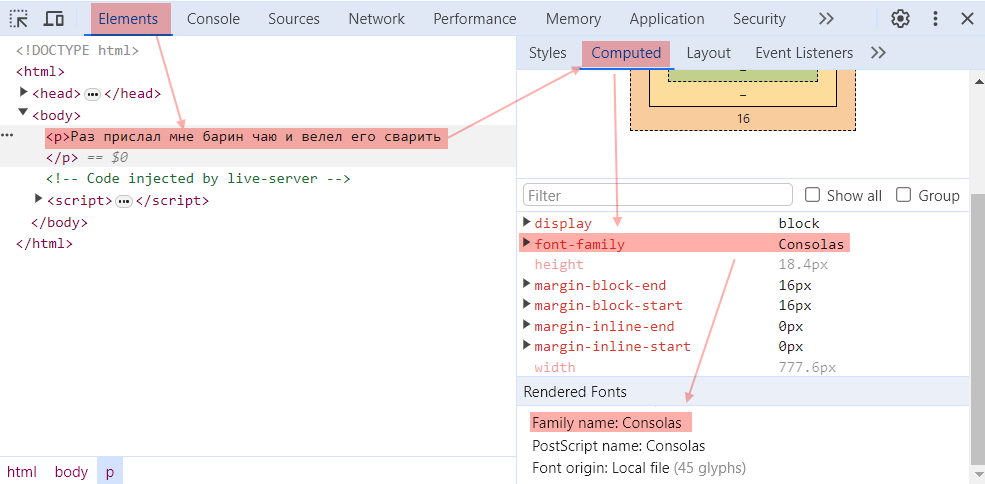 Elements Console Sources Network Performance Memory Application Security
<!DOCTYPE html>
<html>
<head> ••• </head>
<body>
••• <p>Раз прислал мне барин чаю и велел его сварить
</p> == $0
<!-- Code injected by live-server -->
<script> ••• </script>
</body>
</html>
html body p
Styles Computed Layout Event Listeners
–
–
16
Filter Show all Group
display block
font-family Consolas
height 18.4px
margin-block-end 16px
margin-block-start 16px
margin-inline-end 0px
margin-inline-start 0px
width 777.6px
Rendered Fonts
Family name: Consolas
PostScript name: Consolas
Font origin: Local file (45 glyphs)